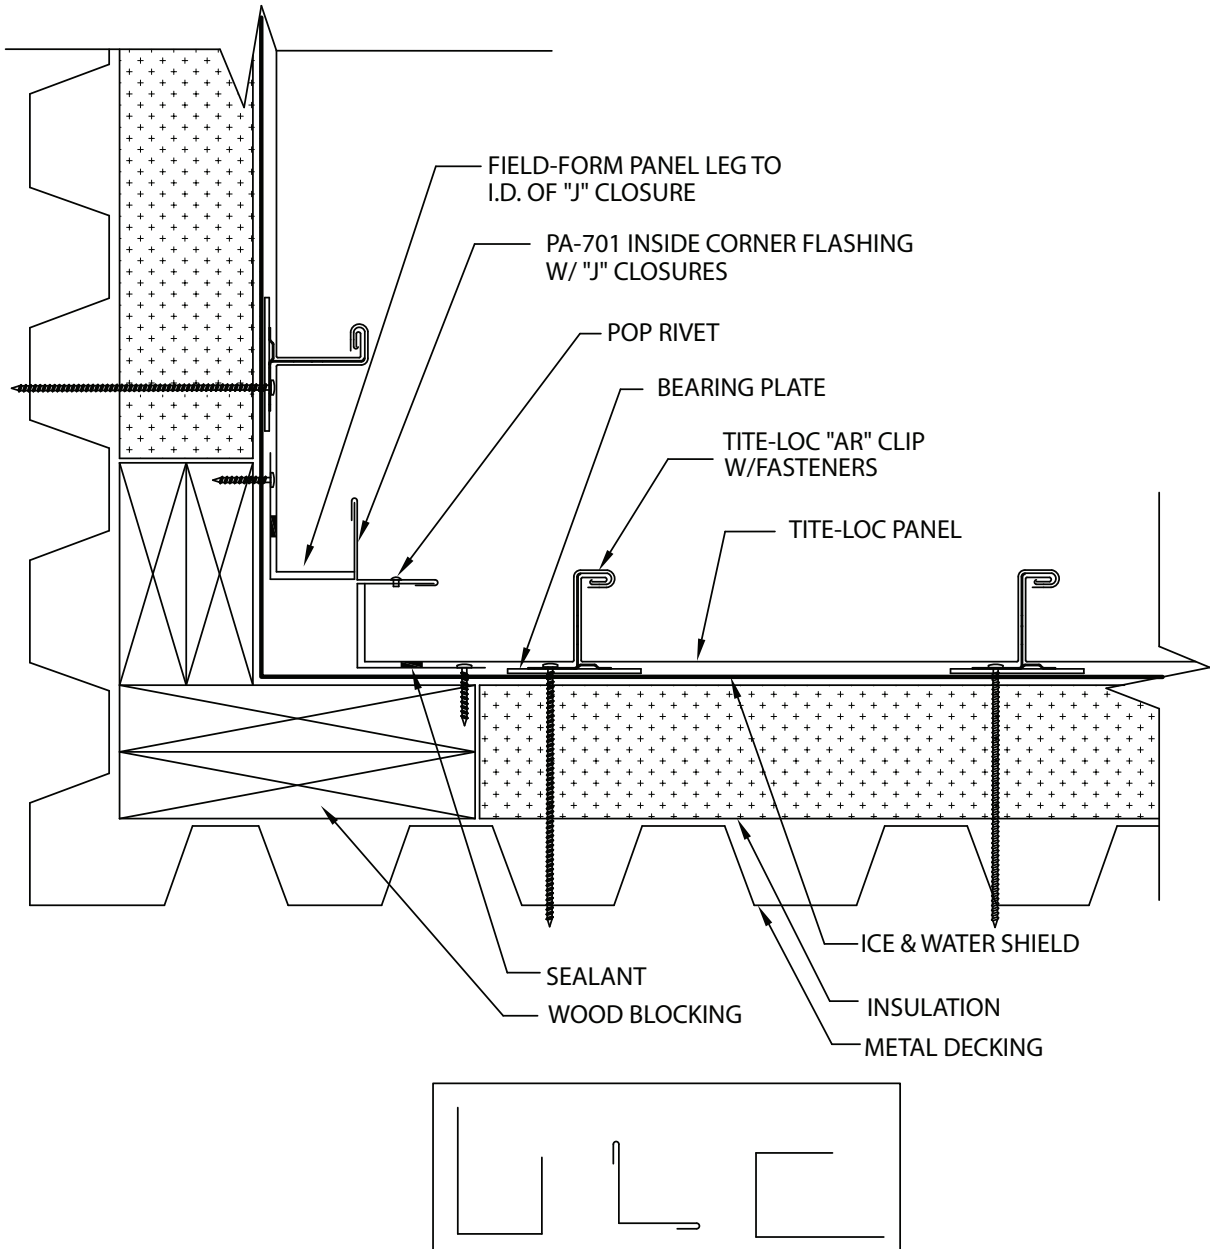 FIELD-FORM PANEL LEG TO
I.D. OF "J" CLOSURE
PA-701 INSIDE CORNER FLASHING
W/ "J" CLOSURES
POP RIVET
BEARING PLATE
TITE-LOC "AR" CLIP
W/FASTENERS
TITE-LOC PANEL
ICE & WATER SHIELD
SEALANT
INSULATION
WOOD BLOCKING
METAL DECKING